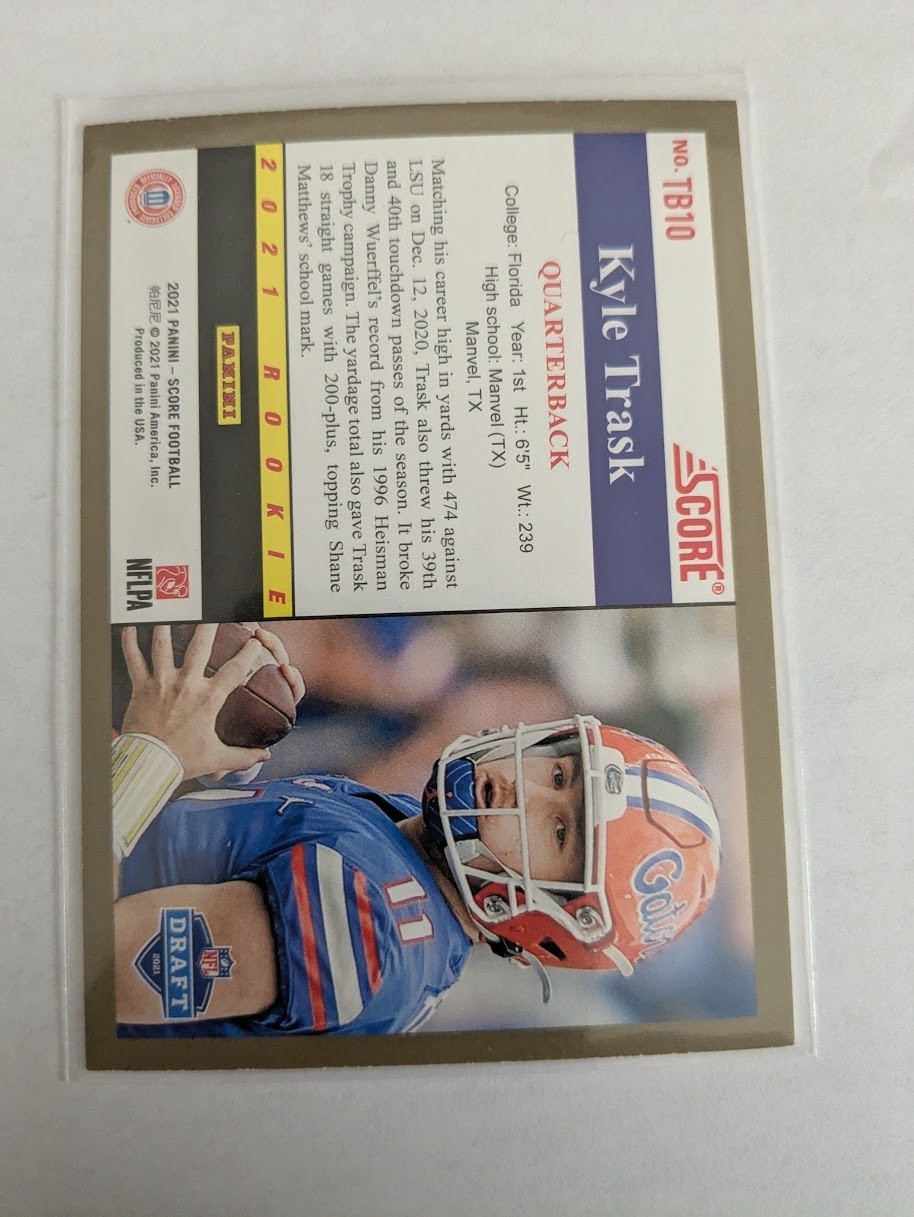 NO. TB10
SCORE®
Kyle Trask
QUARTERBACK
College: Florida Year: 1st Ht.: 6'5" Wt.: 239
High school: Manvel (TX)
Manvel, TX
Matching his career high in yards with 474 against
LSU on Dec. 12, 2020, Trask also threw his 39th
and 40th touchdown passes of the season. It broke
Danny Wuerffel's record from his 1996 Heisman
Trophy campaign. The yardage total also gave Trask
18 straight games with 200-plus, topping Shane
Matthews' school mark.
2021 ROOKIE
PANINI
2021 PANINI – SCORE FOOTBALL
帕尼尼 © 2021 Panini America, Inc.
Produced in the USA.
NFLPA
11
NFL
DRAFT
2021